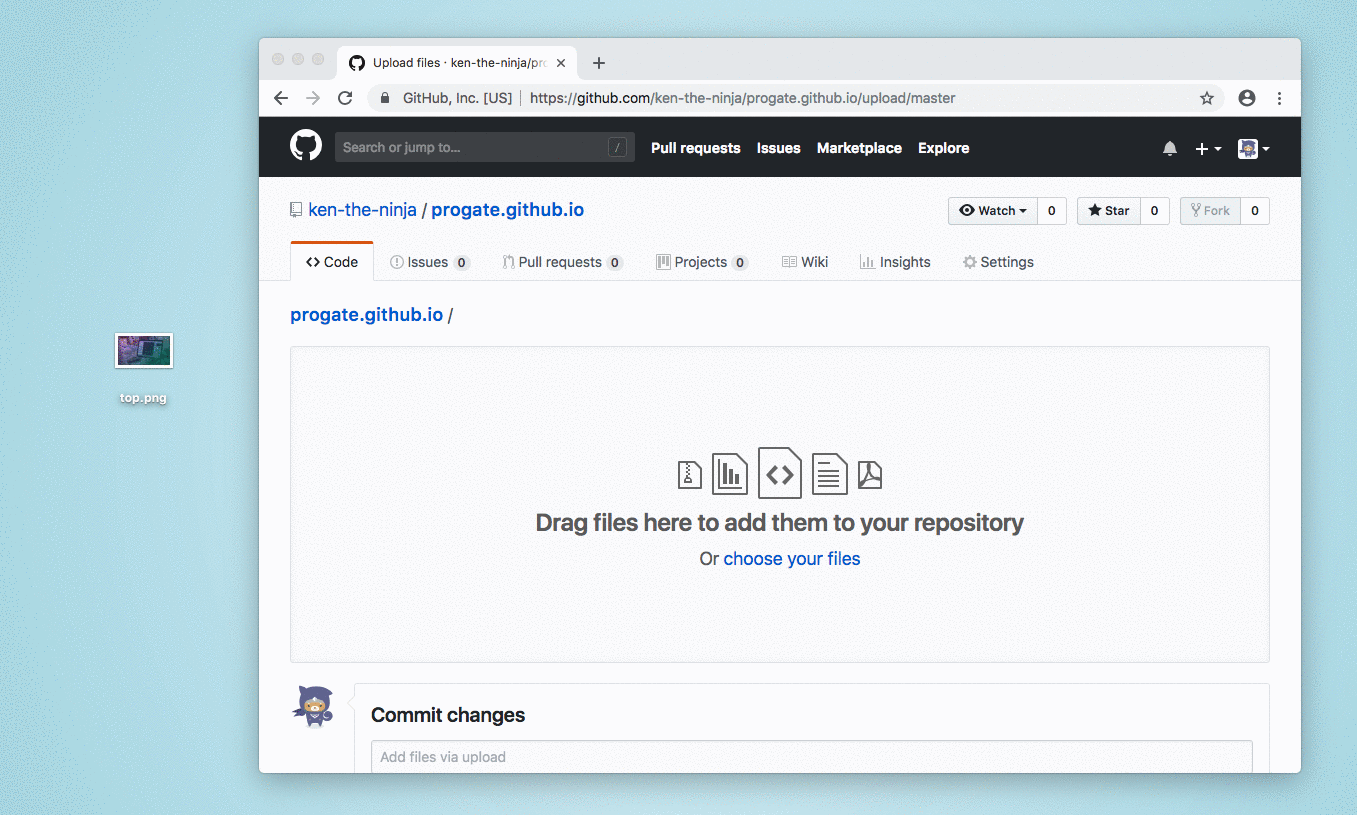 Upload files · ken-the-ninja/pro
GitHub, Inc. [US] | https://github.com/ken-the-ninja/progate.github.io/upload/master
Search or jump to... / Pull requests Issues Marketplace Explore
ken-the-ninja / progate.github.io Watch 0 Star 0 Fork 0
Code Issues 0 Pull requests 0 Projects 0 Wiki Insights Settings
progate.github.io /
top.png
Drag files here to add them to your repository
Or choose your files
Commit changes
Add files via upload